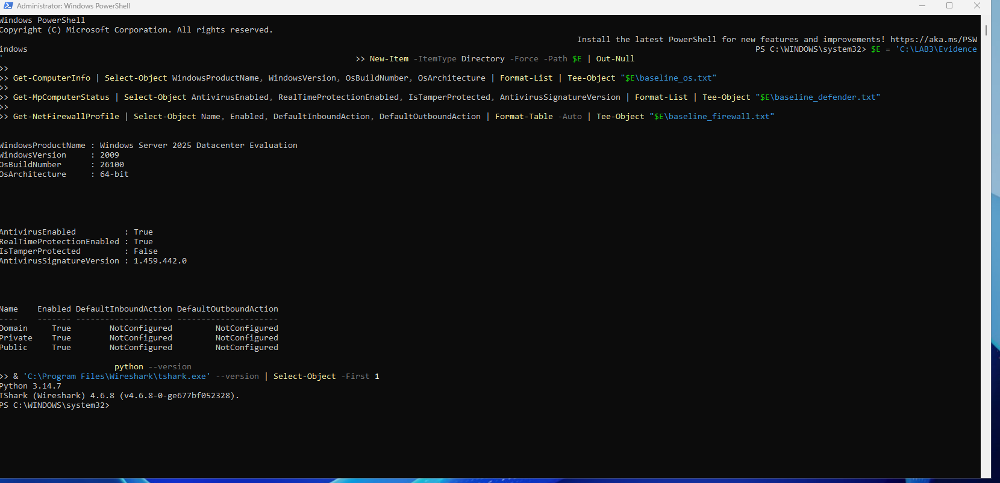 Administrator: Windows PowerShell
Windows PowerShell
Copyright (C) Microsoft Corporation. All rights reserved.
Install the latest PowerShell for new features and improvements! https://aka.ms/PSW
indows
PS C:\WINDOWS\system32> $E = 'C:\LAB3\Evidence
'
>> New-Item -ItemType Directory -Force -Path $E | Out-Null
>>
>> Get-ComputerInfo | Select-Object WindowsProductName, WindowsVersion, OsBuildNumber, OsArchitecture | Format-List | Tee-Object "$E\baseline_os.txt"
>>
>> Get-MpComputerStatus | Select-Object AntivirusEnabled, RealTimeProtectionEnabled, IsTamperProtected, AntivirusSignatureVersion | Format-List | Tee-Object "$E\baseline_defender.txt"
>>
>> Get-NetFirewallProfile | Select-Object Name, Enabled, DefaultInboundAction, DefaultOutboundAction | Format-Table -Auto | Tee-Object "$E\baseline_firewall.txt"
WindowsProductName : Windows Server 2025 Datacenter Evaluation
WindowsVersion : 2009
OsBuildNumber : 26100
OsArchitecture : 64-bit
AntivirusEnabled : True
RealTimeProtectionEnabled : True
IsTamperProtected : False
AntivirusSignatureVersion : 1.459.442.0
Name Enabled DefaultInboundAction DefaultOutboundAction
---- ------- -------------------- ---------------------
Domain True NotConfigured NotConfigured
Private True NotConfigured NotConfigured
Public True NotConfigured NotConfigured
python --version
>> & 'C:\Program Files\Wireshark\tshark.exe' --version | Select-Object -First 1
Python 3.14.7
TShark (Wireshark) 4.6.8 (v4.6.8-0-ge677bf052328).
PS C:\WINDOWS\system32>